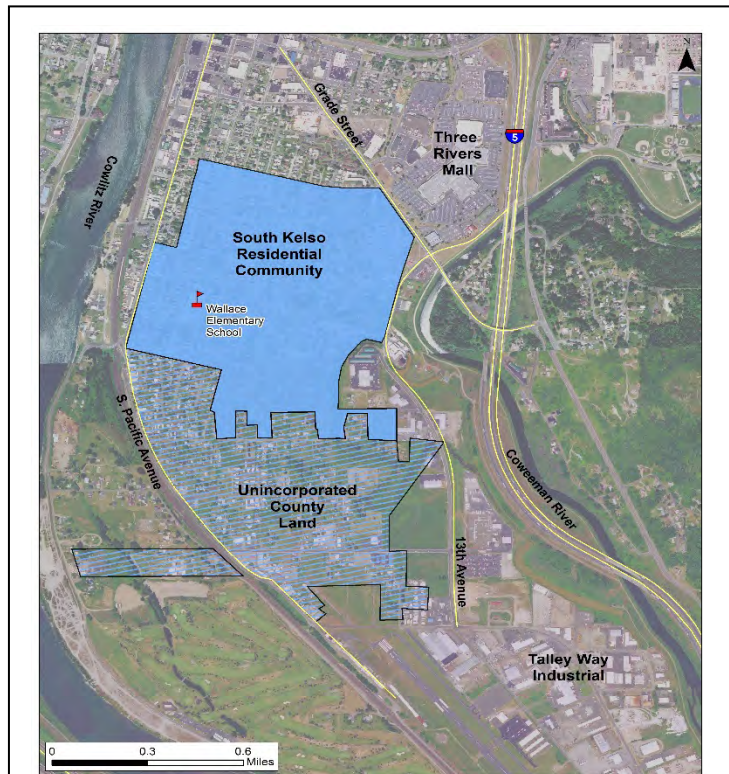 Z
Grade Street
Three
Rivers
Mall
5
Cowlitz River
South Kelso
Residential
Community
Wallace
Elementary
School
S. Pacific Avenue
Unincorporated
County
Land
Coweeman River
13th Avenue
Talley Way
Industrial
0 0.3 0.6
Miles